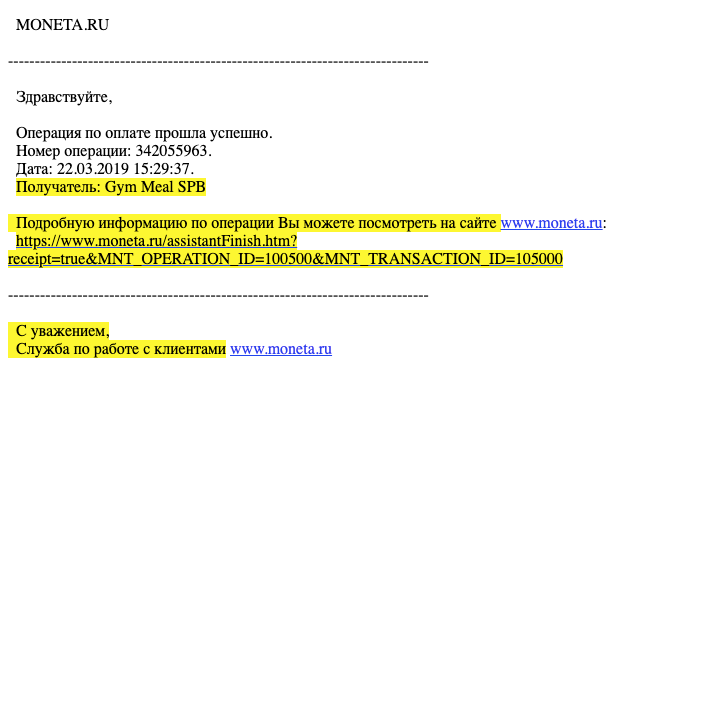 MONETA.RU
------------------------------------------------------------------------------
Здравствуйте,
Операция по оплате прошла успешно.
Номер операции: 342055963.
Дата: 22.03.2019 15:29:37.
Получатель: Gym Meal SPB
Подробную информацию по операции Вы можете посмотреть на сайте www.moneta.ru:
https://www.moneta.ru/assistantFinish.htm?
receipt=true&MNT_OPERATION_ID=100500&MNT_TRANSACTION_ID=105000
------------------------------------------------------------------------------
С уважением,
Служба по работе с клиентами www.moneta.ru